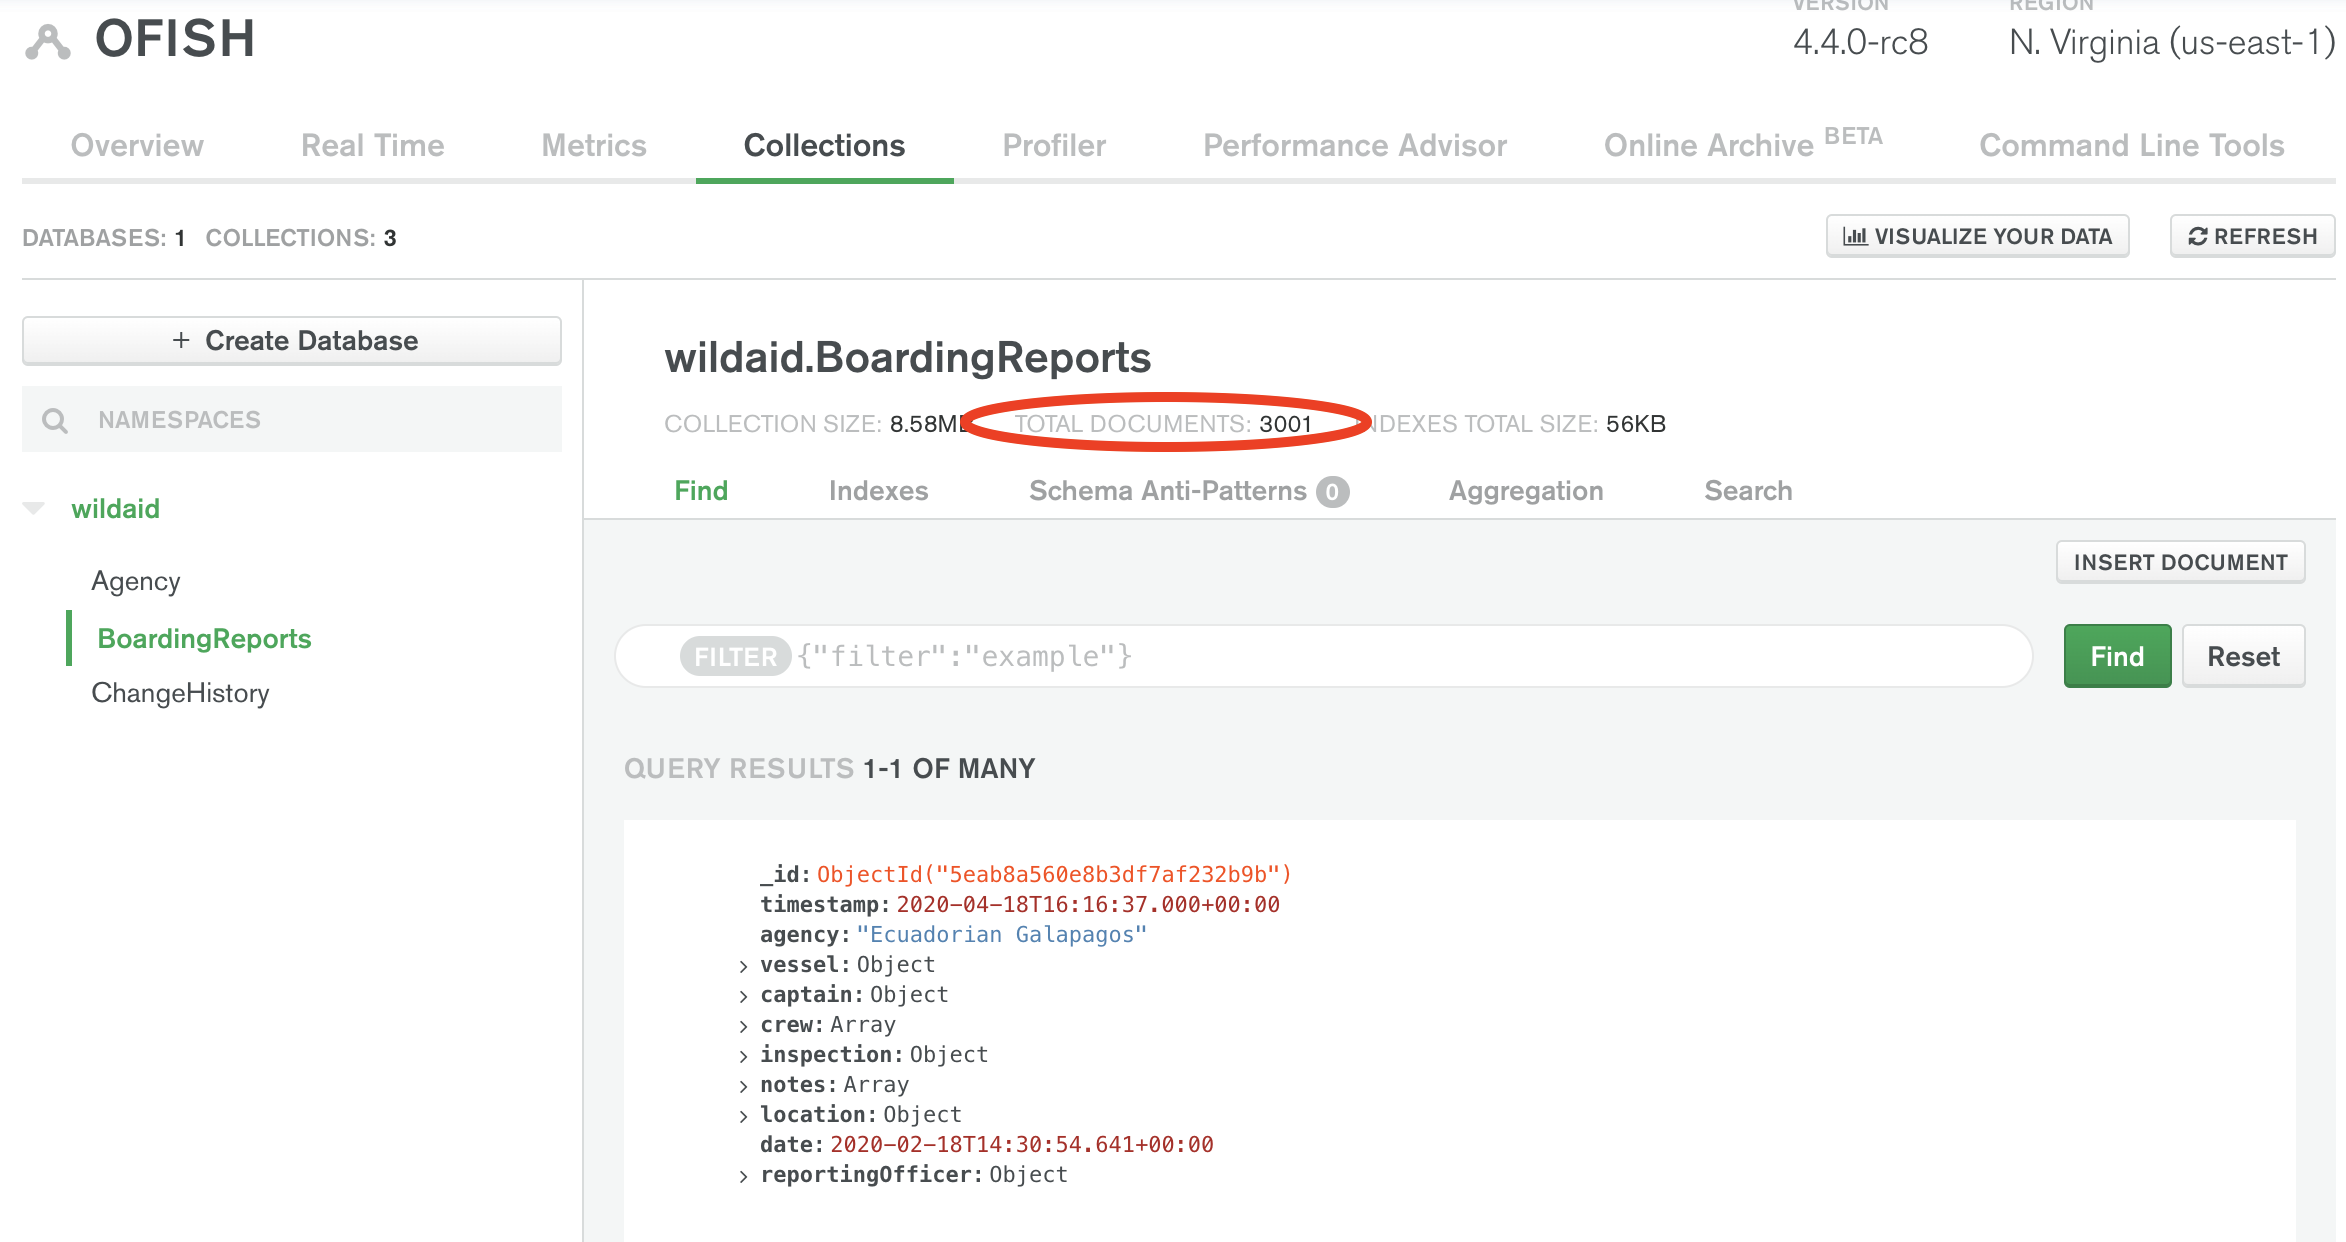 OFISH
VERSION
4.4.0-rc8
REGION
N. Virginia (us-east-1)
Overview Real Time Metrics Collections Profiler Performance Advisor Online Archive BETA Command Line Tools
DATABASES: 1 COLLECTIONS: 3
VISUALIZE YOUR DATA REFRESH
+ Create Database
NAMESPACES
wildaid
Agency
BoardingReports
ChangeHistory
wildaid.BoardingReports
COLLECTION SIZE: 8.58MB TOTAL DOCUMENTS: 3001 INDEXES TOTAL SIZE: 56KB
Find Indexes Schema Anti-Patterns 0 Aggregation Search
INSERT DOCUMENT
FILTER {"filter":"example"}
Find Reset
QUERY RESULTS 1-1 OF MANY
_id: ObjectId("5eab8a560e8b3df7af232b9b")
timestamp: 2020-04-18T16:16:37.000+00:00
agency: "Ecuadorian Galapagos"
> vessel: Object
> captain: Object
> crew: Array
> inspection: Object
> notes: Array
> location: Object
date: 2020-02-18T14:30:54.641+00:00
> reportingOfficer: Object